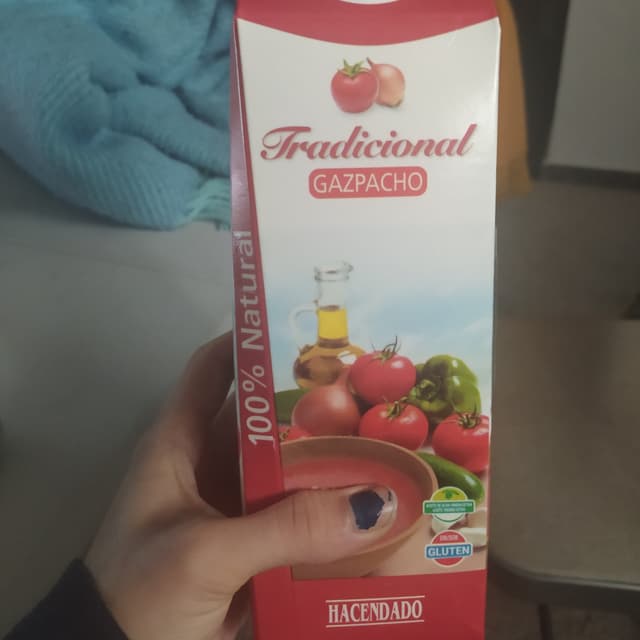 Tradicional
GAZPACHO
100% Natural
GLUTEN
HACENDADO